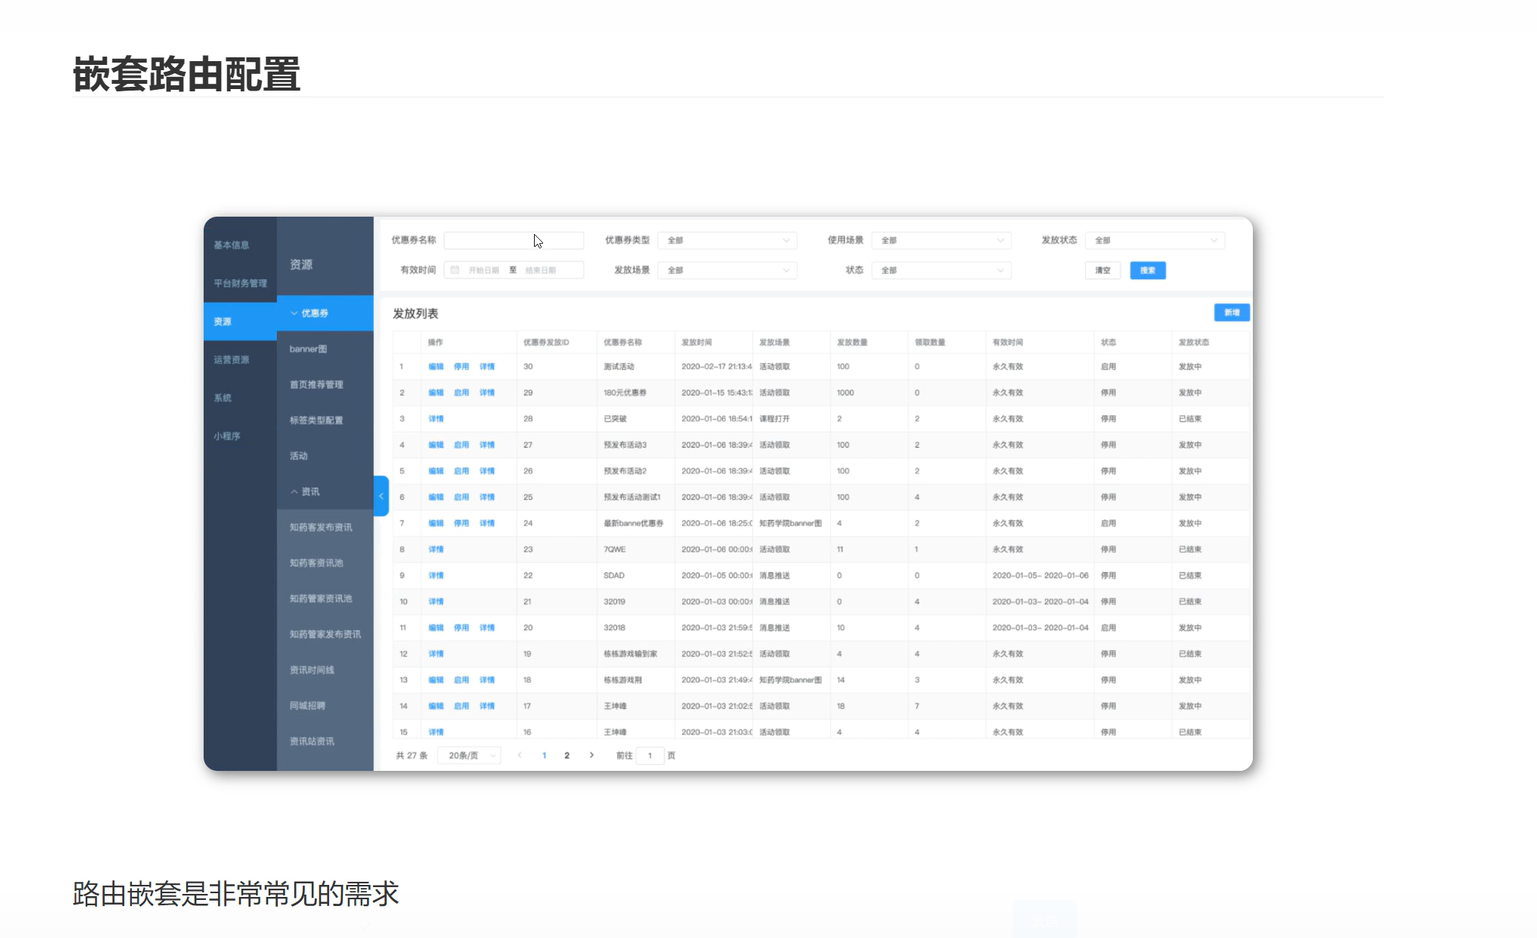 嵌套路由配置
基本信息
平台财务管理
资源
运营资源
系统
小程序
资源
优惠券
banner图
首页推荐管理
标签类型配置
活动
资讯
知药客发布资讯
知药客资讯池
知药管家资讯池
知药管家发布资讯
资讯时间线
同城招聘
资讯站资讯
优惠券名称 优惠券类型 全部 使用场景 全部 发放状态 全部
有效时间 开始日期 至 结束日期 发放场景 全部 状态 全部 清空 搜索
发放列表 新增
操作 优惠券发放ID 优惠券名称 发放时间 发放场景 发放数量 领取数量 有效时间 状态 发放状态
1 编辑 停用 详情 30 测试活动 2020-02-17 21:13:4 活动领取 100 0 永久有效 启用 发放中
2 编辑 启用 详情 29 180元优惠券 2020-01-15 15:43:1 活动领取 1000 0 永久有效 停用 发放中
3 详情 28 已突破 2020-01-06 18:54:1 课程打开 2 2 永久有效 停用 已结束
4 编辑 启用 详情 27 预发布活动3 2020-01-06 18:39:4 活动领取 100 2 永久有效 停用 发放中
5 编辑 启用 详情 26 预发布活动2 2020-01-06 18:39:4 活动领取 100 2 永久有效 停用 发放中
6 编辑 启用 详情 25 预发布活动测试1 2020-01-06 18:39:4 活动领取 100 4 永久有效 停用 发放中
7 编辑 停用 详情 24 最新banne优惠券 2020-01-06 18:25:0 知药学院banner图 4 2 永久有效 启用 发放中
8 详情 23 7QWE 2020-01-06 00:00: 活动领取 11 1 永久有效 停用 已结束
9 详情 22 SDAD 2020-01-05 00:00: 消息推送 0 0 2020-01-05- 2020-01-06 停用 已结束
10 详情 21 32019 2020-01-03 00:00: 消息推送 0 4 2020-01-03- 2020-01-04 停用 已结束
11 编辑 停用 详情 20 32018 2020-01-03 21:59:5 消息推送 10 4 2020-01-03- 2020-01-04 启用 发放中
12 详情 19 栋栋游戏输到家 2020-01-03 21:52:5 活动领取 4 4 永久有效 停用 已结束
13 编辑 启用 详情 18 栋栋游戏 2020-01-03 21:49:4 知药学院banner图 14 3 永久有效 停用 发放中
14 编辑 启用 详情 17 王坤峰 2020-01-03 21:02:5 活动领取 18 7 永久有效 停用 发放中
15 详情 16 王坤峰 2020-01-03 21:03:0 活动领取 4 4 永久有效 停用 已结束
共 27 条 20条/页 1 2 前往 1 页
路由嵌套是非常常见的需求